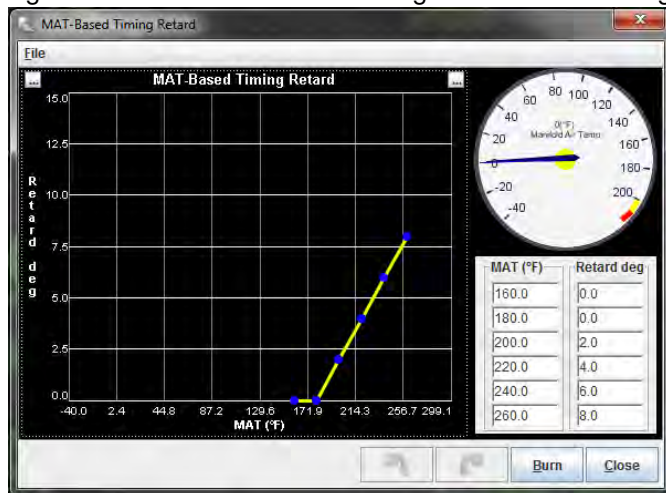 MAT-Based Timing Retard
File
... MAT-Based Timing Retard ...
15.0
12.5
10.0
7.5
5.0
2.5
0.0
Retard deg
-40.0 2.4 44.8 87.2 129.6 171.9 214.3 256.7 299.1
MAT (°F)
-40 -20 0 20 40 60 80 100 120 140 160 180 200
0(°F)
Manifold Air Temp
MAT (°F) Retard deg
160.0 0.0
180.0 0.0
200.0 2.0
220.0 4.0
240.0 6.0
260.0 8.0
Burn Close